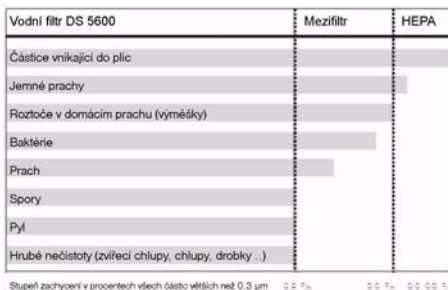 Vodní filtr DS 5600 Mezifiltr HEPA
Částice vnikající do plic
Jemné prachy
Roztoče v domácím prachu (výměšky)
Baktérie
Prach
Spory
Pyl
Hrubé nečistoty (zvířecí chlupy, chlupy, drobky ..)
Stupeň zachycení v procentech všech částic větších než 0.3 µm